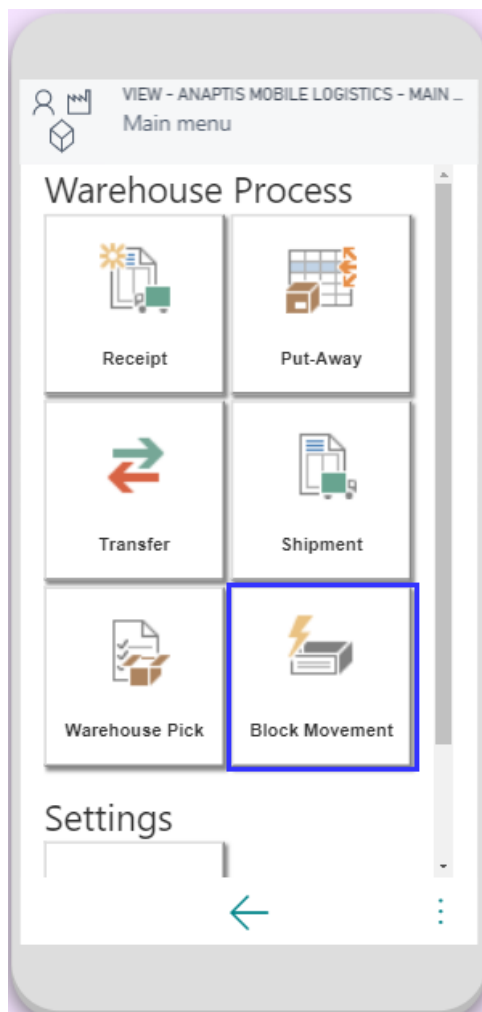 VIEW - ANAPTIS MOBILE LOGISTICS - MAIN ...
Main menu
Warehouse Process
Receipt
Put-Away
Transfer
Shipment
Warehouse Pick
Block Movement
Settings